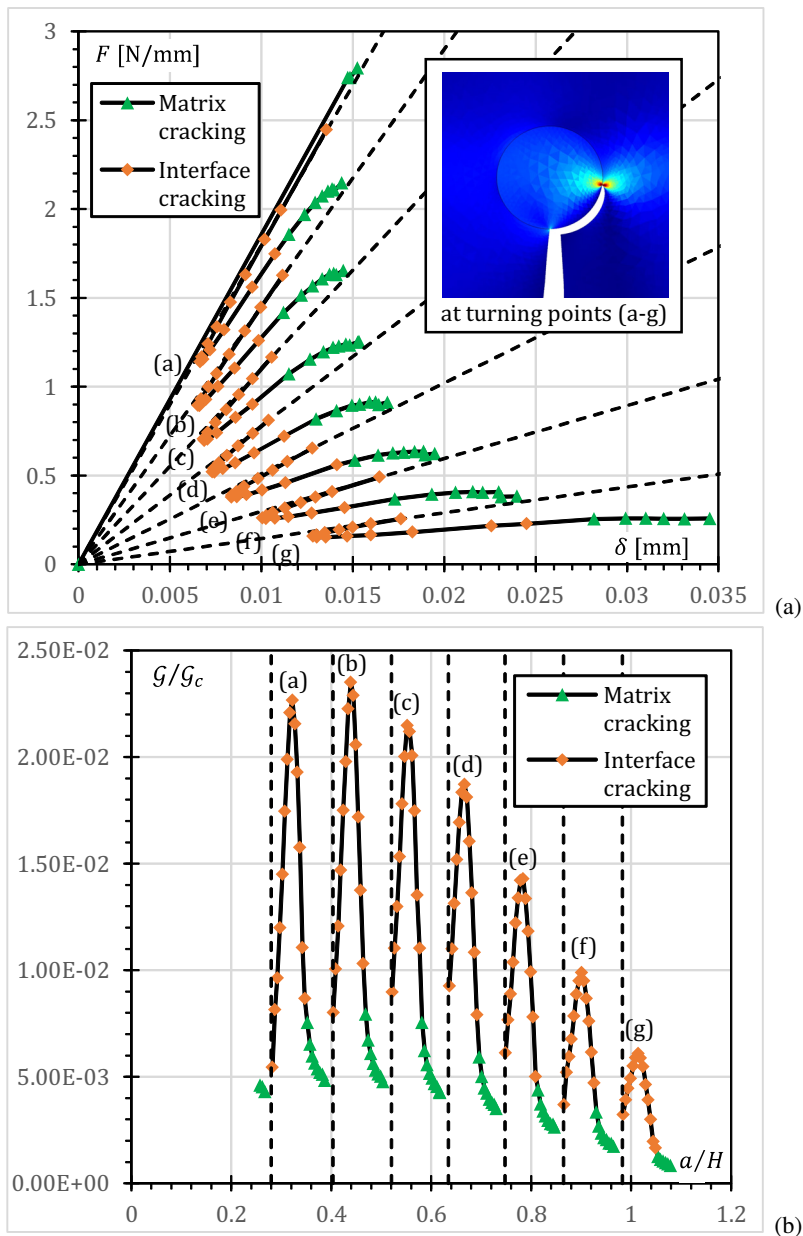 F [N/mm]
3
2.5
2
1.5
1
0.5
0
Matrix
cracking
Interface
cracking
at turning points (a-g)
(a)
(b)
(c)
(d)
(e)
(f)
(g)
δ [mm]
0 0.005 0.01 0.015 0.02 0.025 0.03 0.035
(a)
2.50E-02
2.00E-02
1.50E-02
1.00E-02
5.00E-03
0.00E+00
𝒢/𝒢c
(a)
(b)
(c)
(d)
(e)
(f)
(g)
Matrix
cracking
Interface
cracking
a/H
0 0.2 0.4 0.6 0.8 1 1.2
(b)